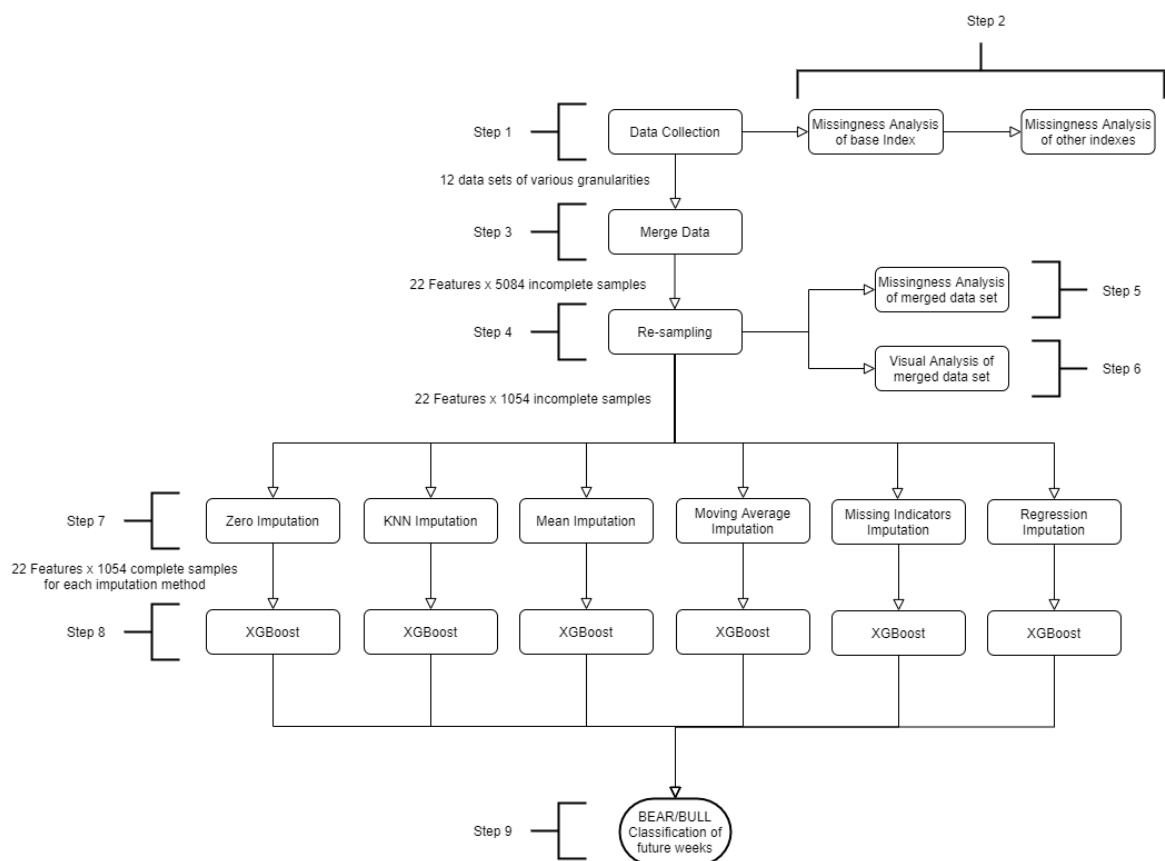 Step 2
Step 1
Data Collection
Missingness Analysis
of base Index
Missingness Analysis
of other indexes
12 data sets of various granularities
Step 3
Merge Data
22 Features x 5084 incomplete samples
Missingness Analysis
of merged data set
Step 5
Step 4
Re-sampling
Visual Analysis of
merged data set
Step 6
22 Features x 1054 incomplete samples
Step 7
Zero Imputation
KNN Imputation
Mean Imputation
Moving Average
Imputation
Missing Indicators
Imputation
Regression
Imputation
22 Features x 1054 complete samples
for each imputation method
Step 8
XGBoost
XGBoost
XGBoost
XGBoost
XGBoost
XGBoost
Step 9
BEAR/BULL
Classification of
future weeks